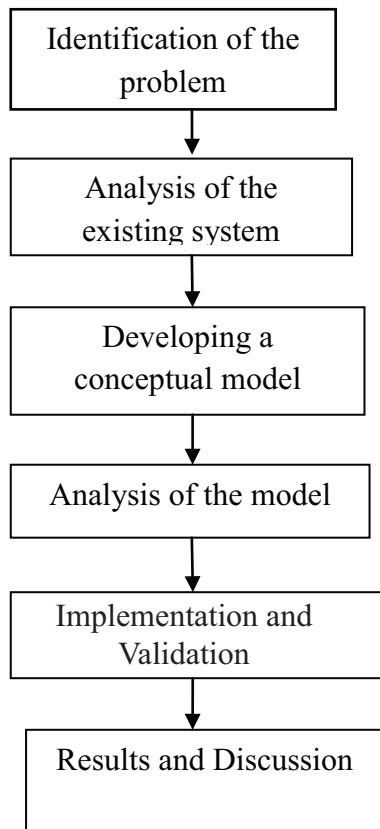 Identification of the
problem
Analysis of the
existing system
Developing a
conceptual model
Analysis of the model
Implementation and
Validation
Results and Discussion